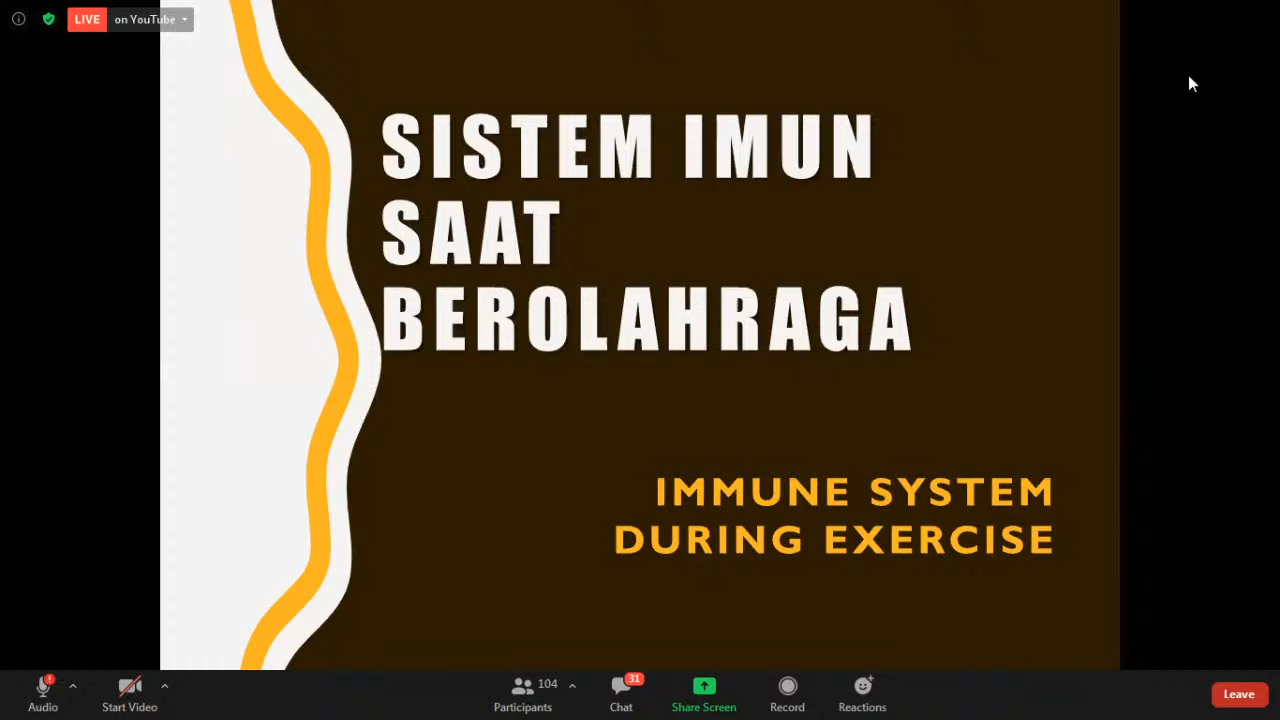 LIVE on YouTube
SISTEM IMUN
SAAT
BEROLAHRAGA
IMMUNE SYSTEM
DURING EXERCISE
104
31
Audio
Start Video
Participants
Chat
Share Screen
Record
Reactions
Leave